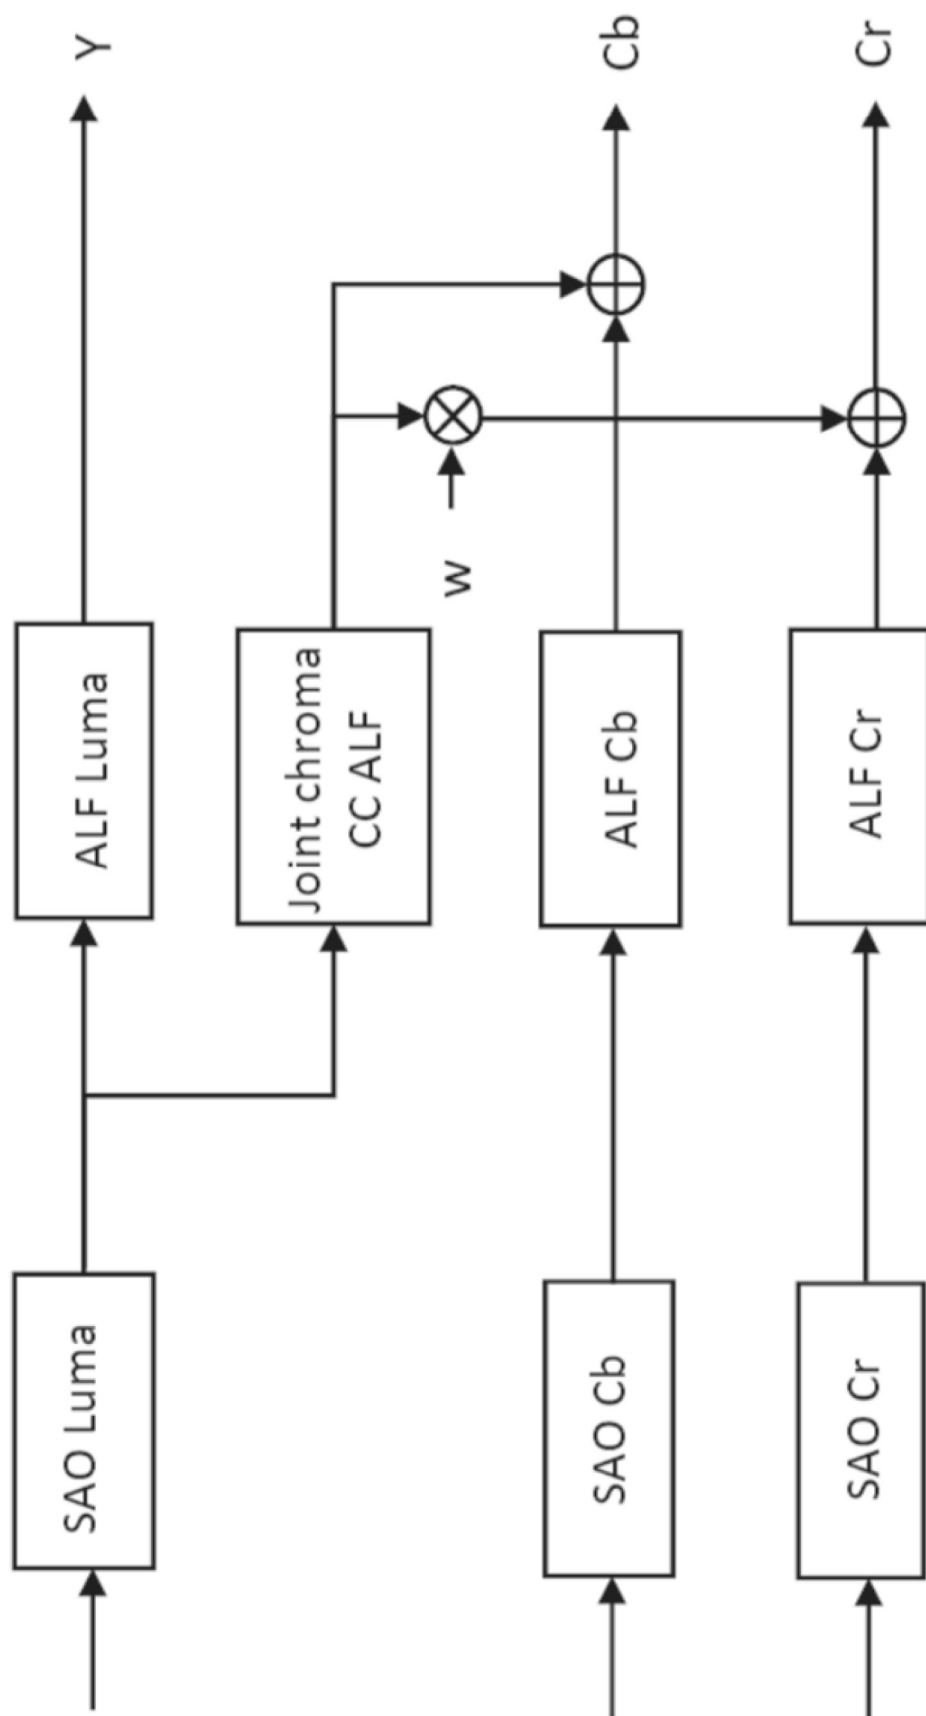 SAO Luma
ALF Luma
Y
Joint chroma
CC ALF
w
SAO Cb
ALF Cb
Cb
SAO Cr
ALF Cr
Cr